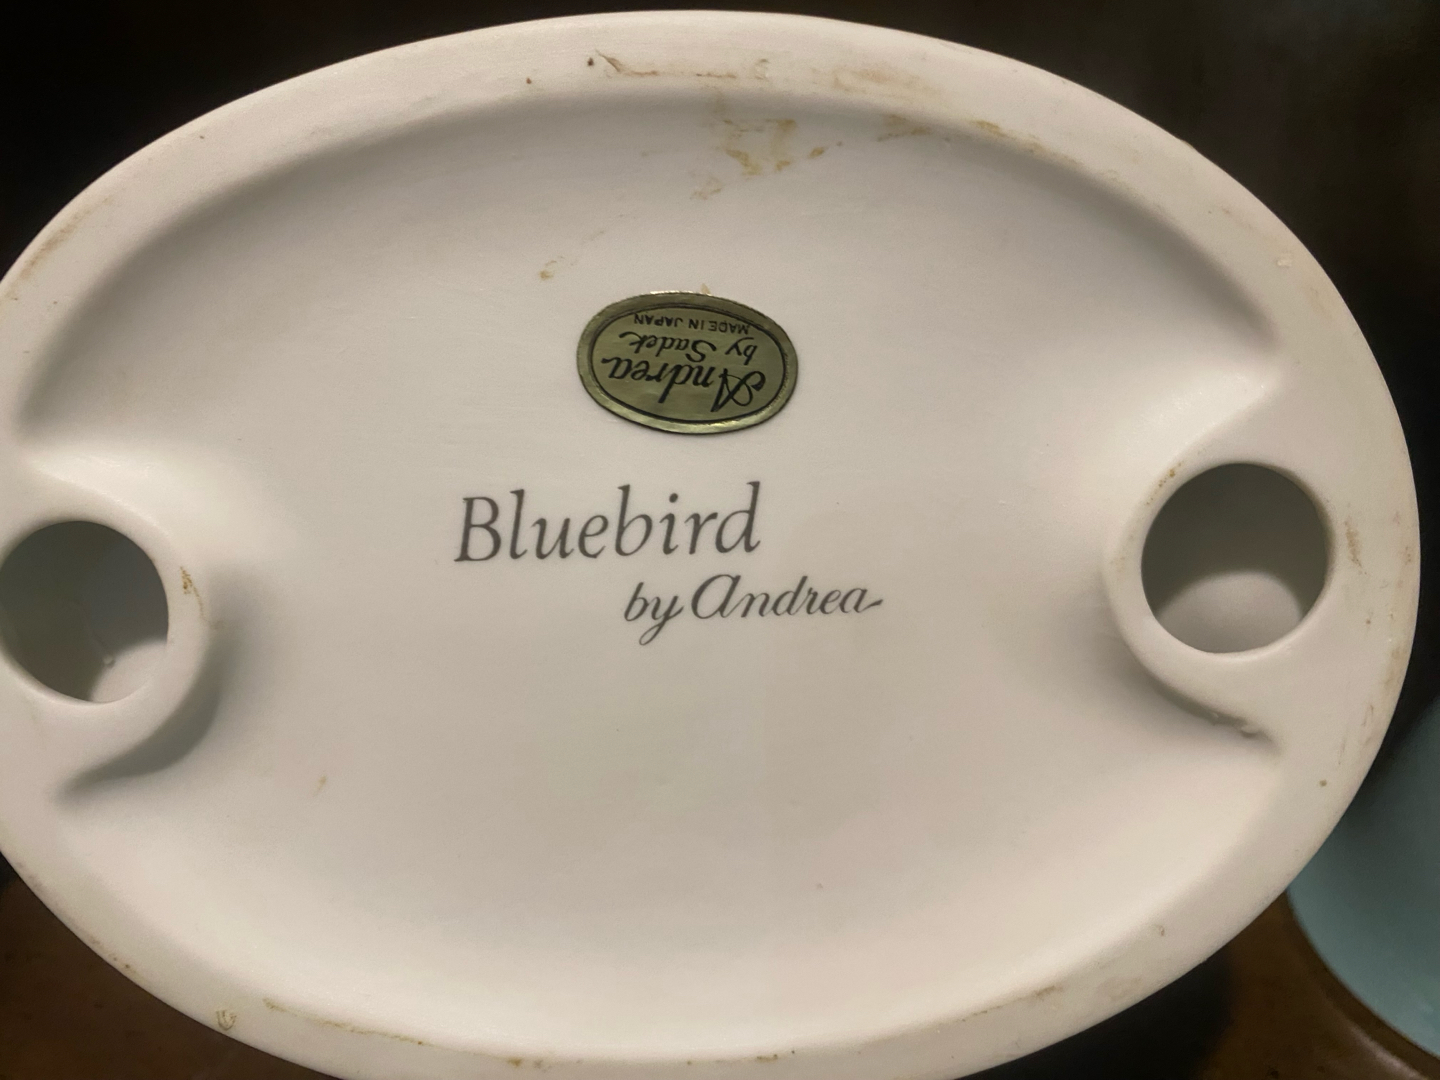 Andrea
by Sadek
MADE IN JAPAN
Bluebird
by Andrea